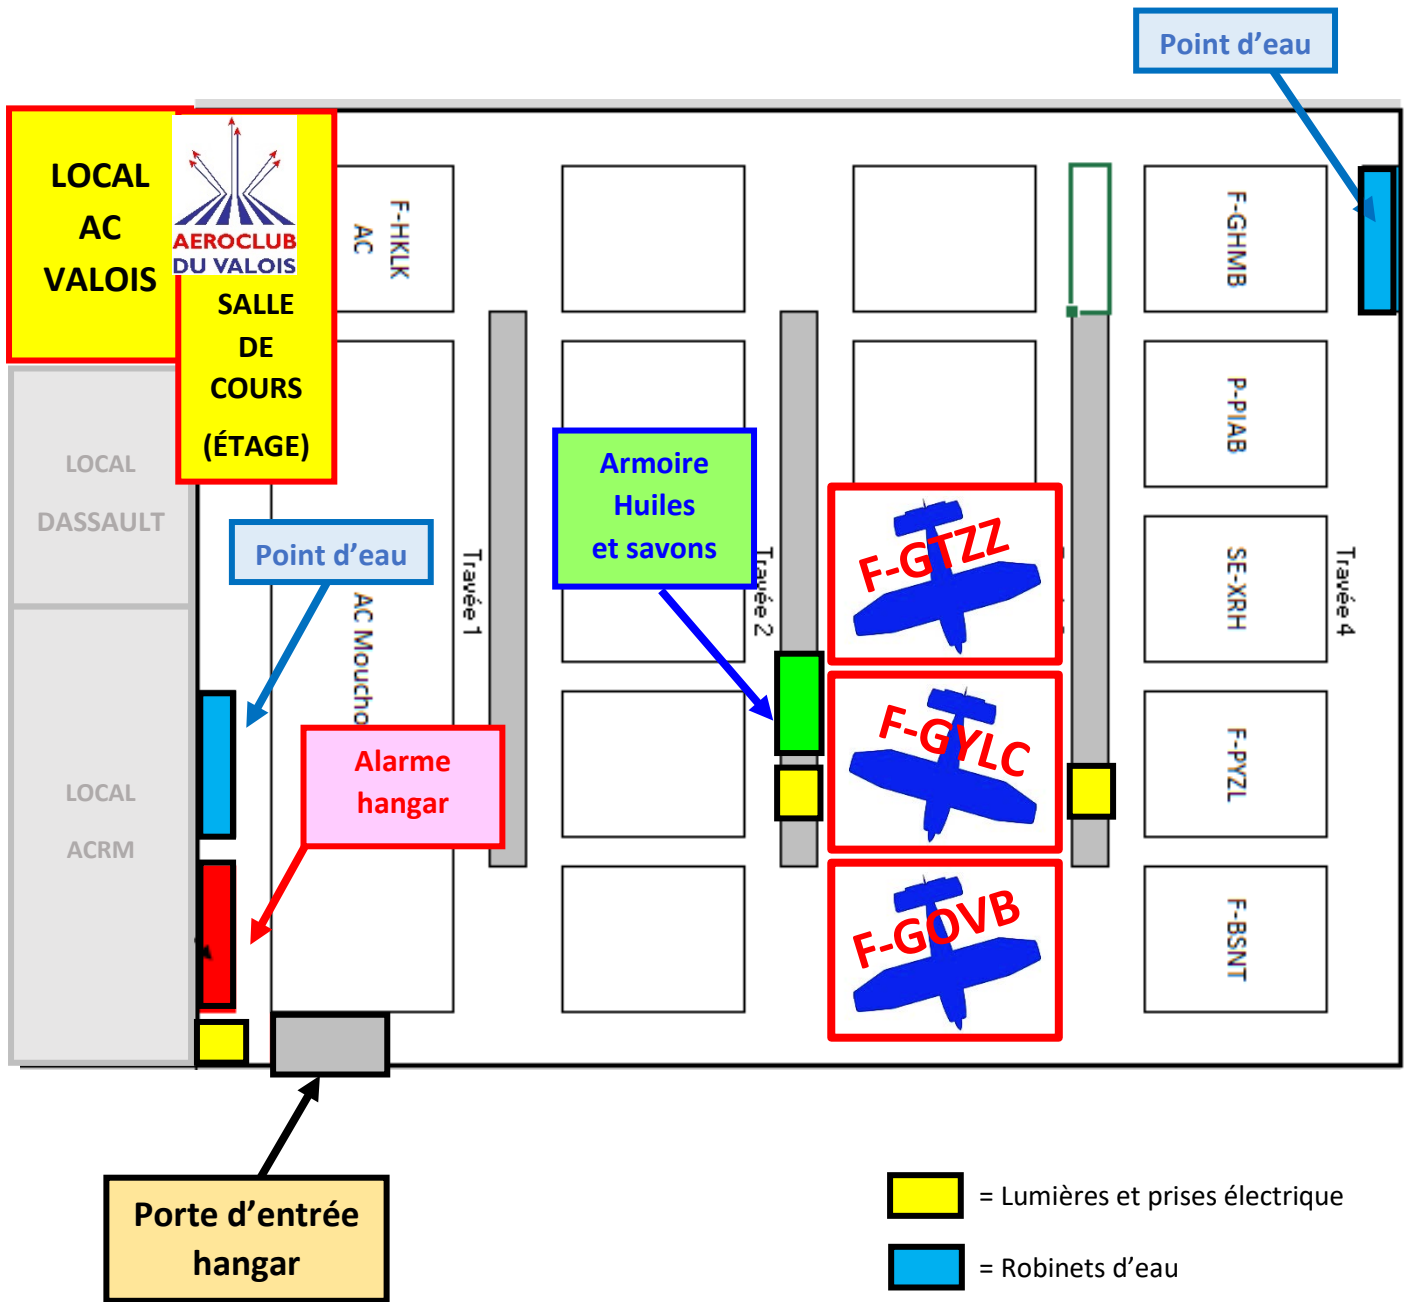 Point d'eau
LOCAL
AC
VALOIS
AEROCLUB
DU VALOIS
SALLE
DE
COURS
(ÉTAGE)
F-HKLK
AC
F-GHMB
P-PIAB
SE-XRH
F-PYZL
F-BSNT
LOCAL
DASSAULT
LOCAL
ACRM
Point d'eau
AC Moucho
Travée 1
Armoire
Huiles
et savons
Travée 2
F-GTZZ
F-GYLC
F-GOVB
Travée 4
Alarme
hangar
Porte d'entrée
hangar
= Lumières et prises électrique
= Robinets d'eau